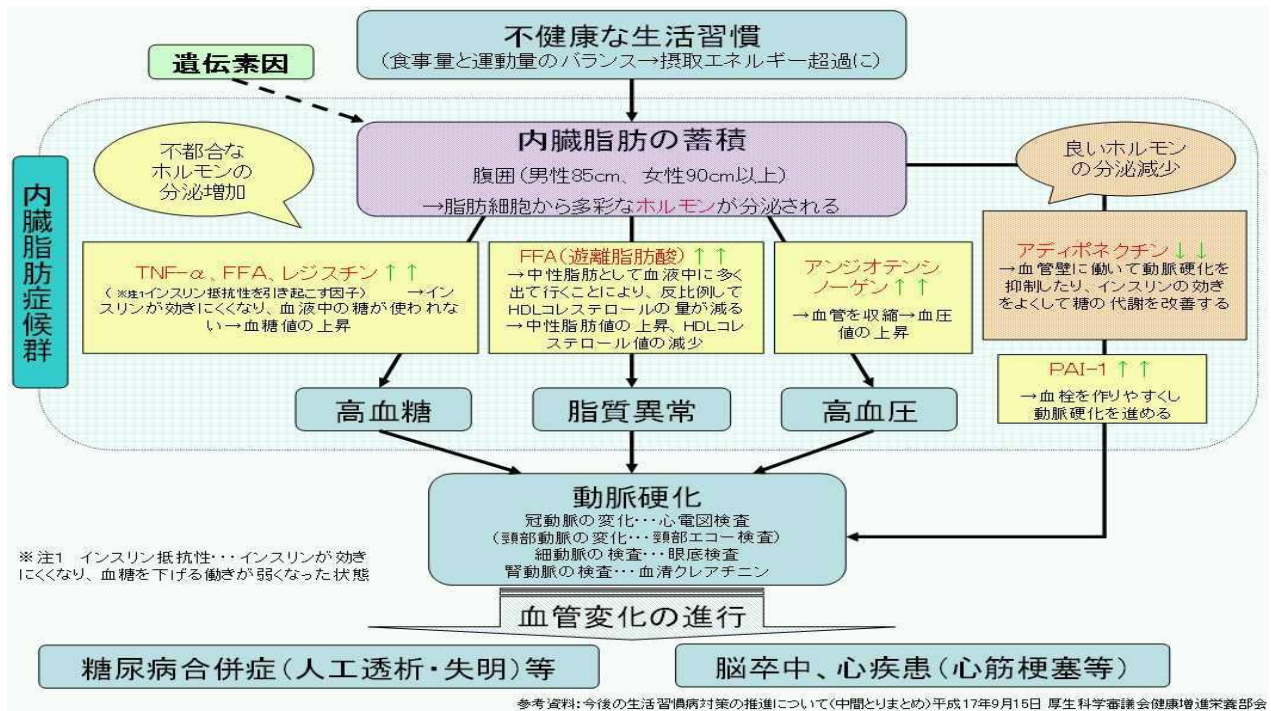 不健康な生活習慣
(食事量と運動量のバランス→摂取エネルギー超過に)
遺伝素因
内臓脂肪症候群
不都合な
ホルモンの
分泌増加
内臓脂肪の蓄積
腹囲(男性85cm、女性90cm以上)
→脂肪細胞から多彩なホルモンが分泌される
良いホルモン
の分泌減少
TNF-α、FFA、レジスチン↑↑
(※注1インスリン抵抗性を引き起こす因子) →イン
スリンが効きにくくなり、血液中の糖が使われな
い→血糖値の上昇
FFA(遊離脂肪酸)↑↑
→中性脂肪として血液中に多く
出て行くことにより、反比例して
HDLコレステロールの量が減る
→中性脂肪値の上昇、HDLコレ
ステロール値の減少
アンジオテンシ
ノーゲン↑↑
→血管を収縮→血圧
値の上昇
アディポネクチン↓↓
→血管壁に働いて動脈硬化を
抑制したり、インスリンの効き
をよくして糖の代謝を改善する
PAI-1↑↑
→血栓を作りやすくし
動脈硬化を進める
高血糖
脂質異常
高血圧
動脈硬化
冠動脈の変化・・・心電図検査
(頸部動脈の変化・・・頸部エコー検査)
細動脈の検査・・・眼底検査
腎動脈の検査・・・血清クレアチニン
※注1 インスリン抵抗性・・・インスリンが効き
にくくなり、血糖を下げる働きが弱くなった状態
血管変化の進行
糖尿病合併症(人工透析・失明)等
脳卒中、心疾患(心筋梗塞等)
参考資料:今後の生活習慣病対策の推進について(中間とりまとめ)平成17年9月15日 厚生科学審議会健康増進栄養部会